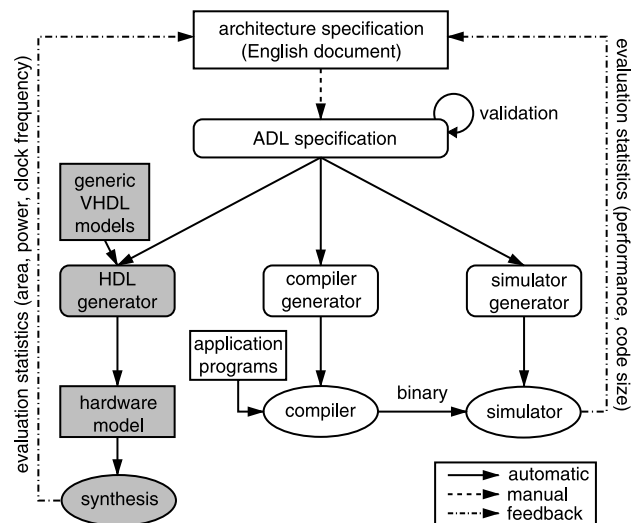 architecture specification
(English document)
validation
ADL specification
generic
VHDL
models
HDL
generator
compiler
generator
simulator
generator
application
programs
hardware
model
compiler
binary
simulator
synthesis
automatic
manual
feedback
evaluation statistics (area, power, clock frequency)
evaluation statistics (performance, code size)